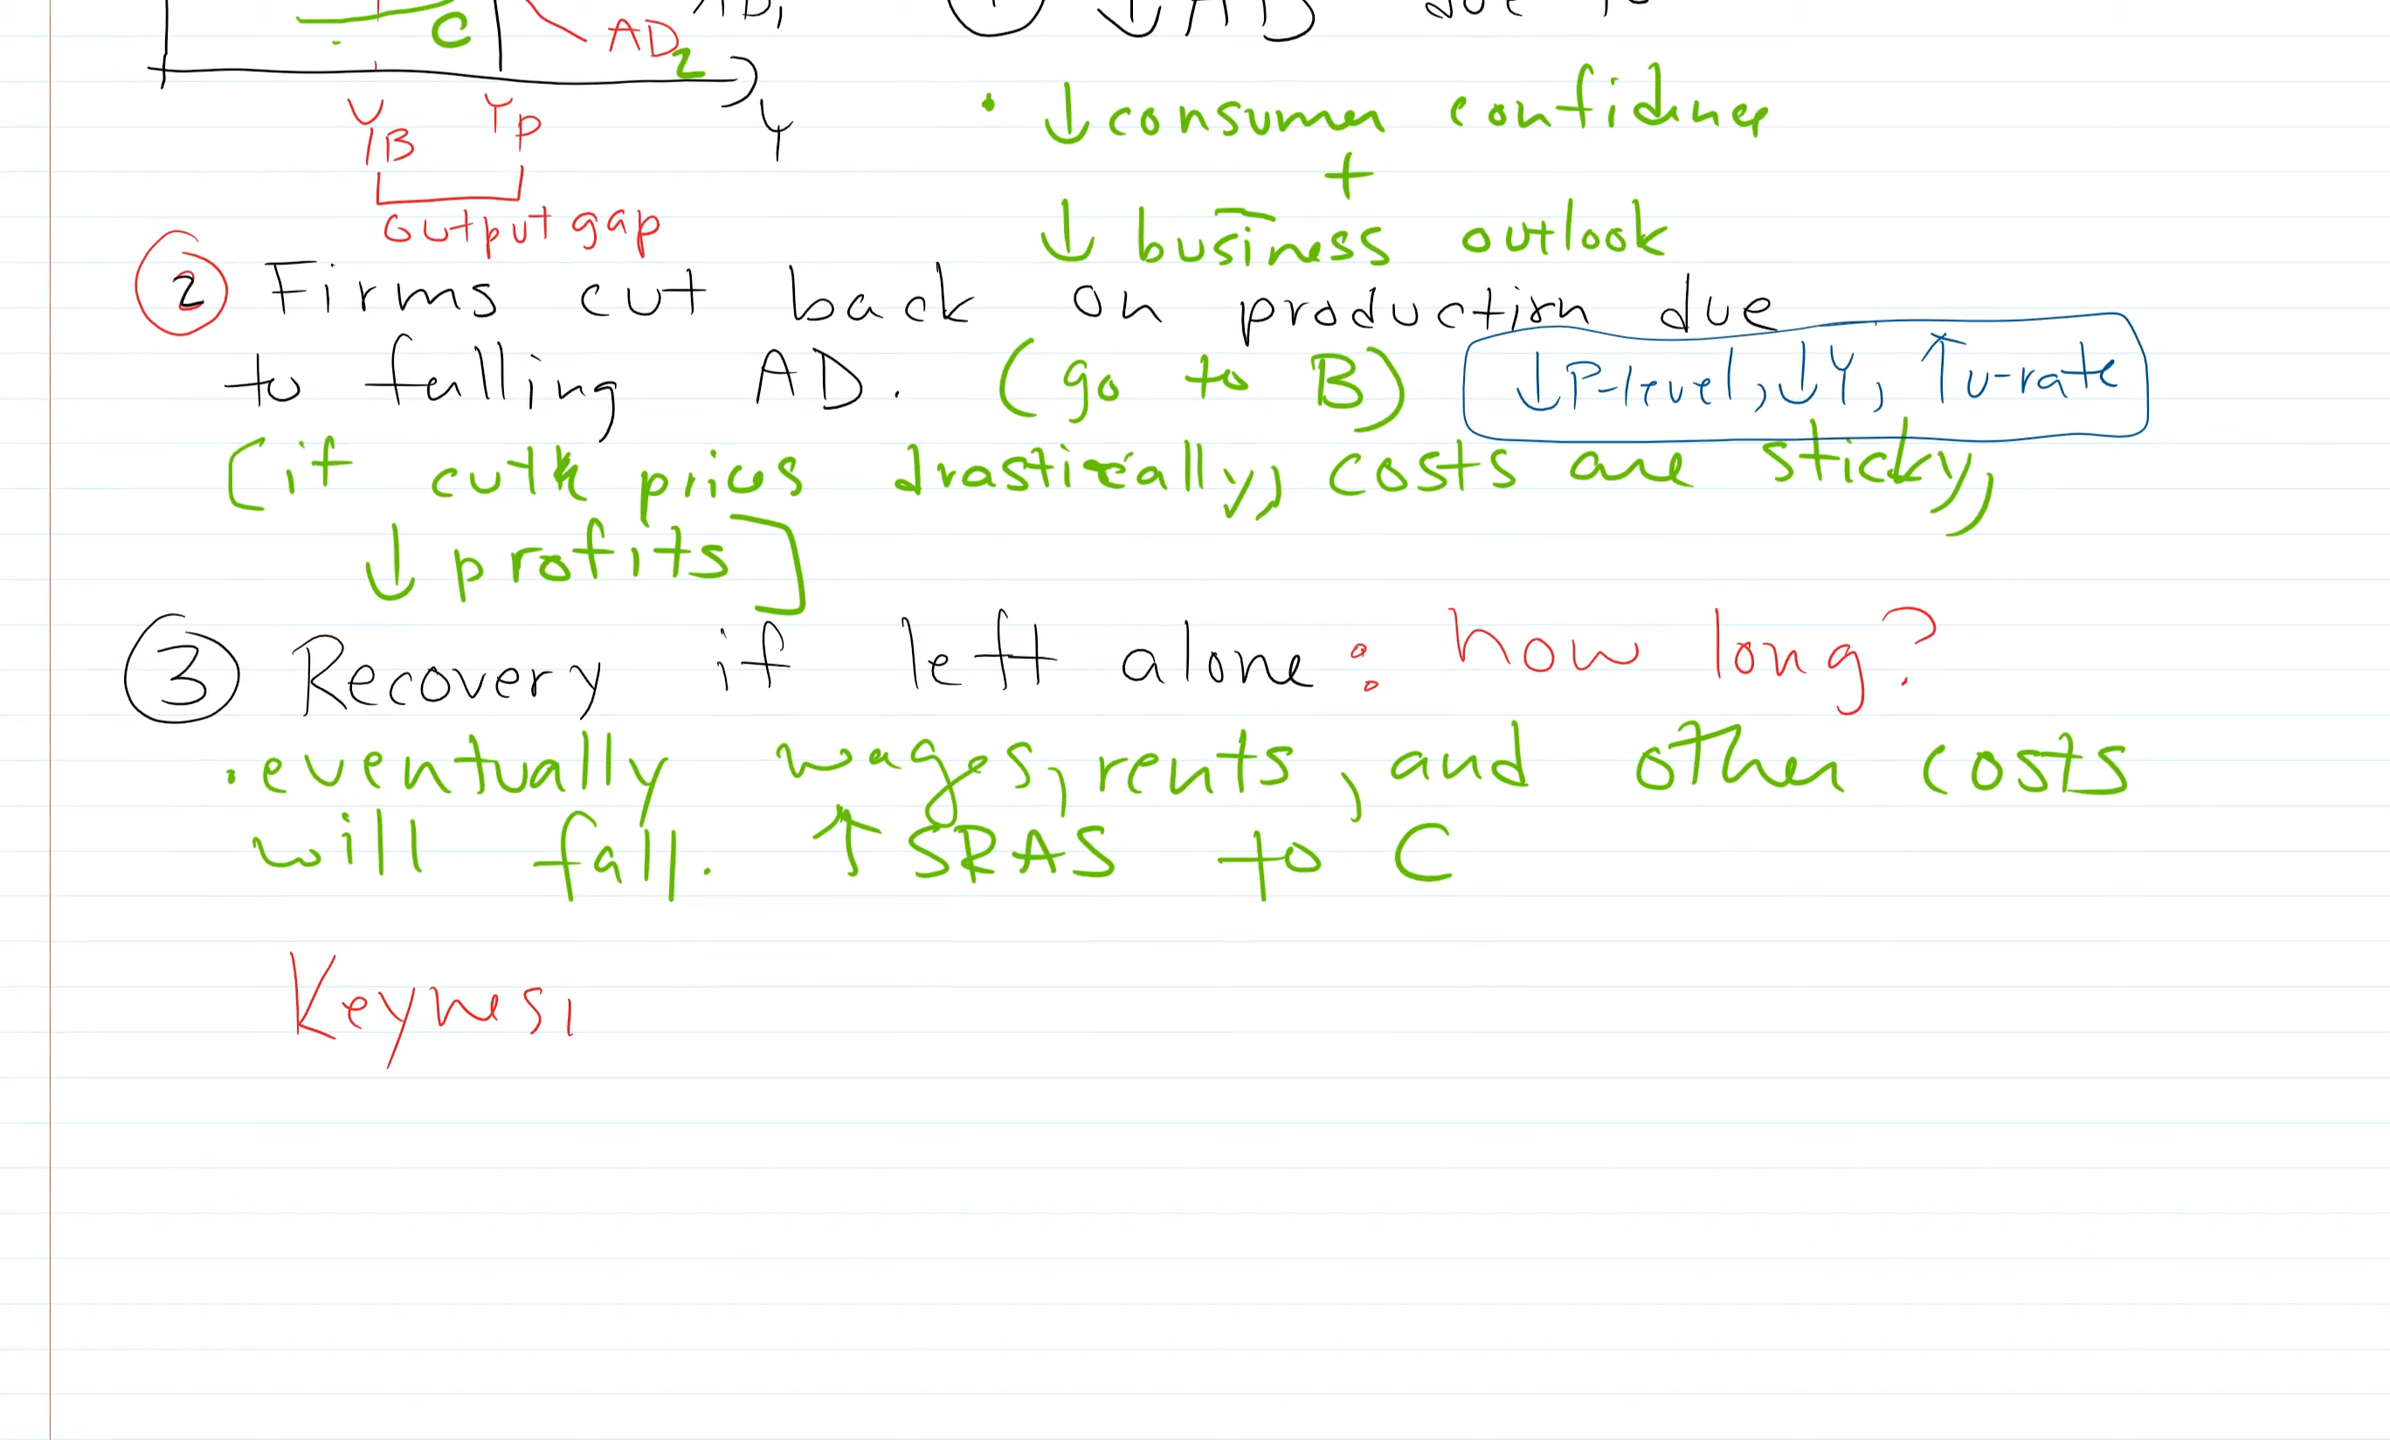 C
AD2
Y
YB Yp
output gap
• ↓ consumer confidence
+
↓ business outlook
② Firms cut back on production due
to falling AD. (go to B) ↓P-level, ↓Y, ↑u-rate
[if cut prices drastically, costs are sticky,
↓ profits]
③ Recovery if left alone: how long?
• eventually wages, rents, and other costs
will fall. ↑ SRAS to C
Keynesi